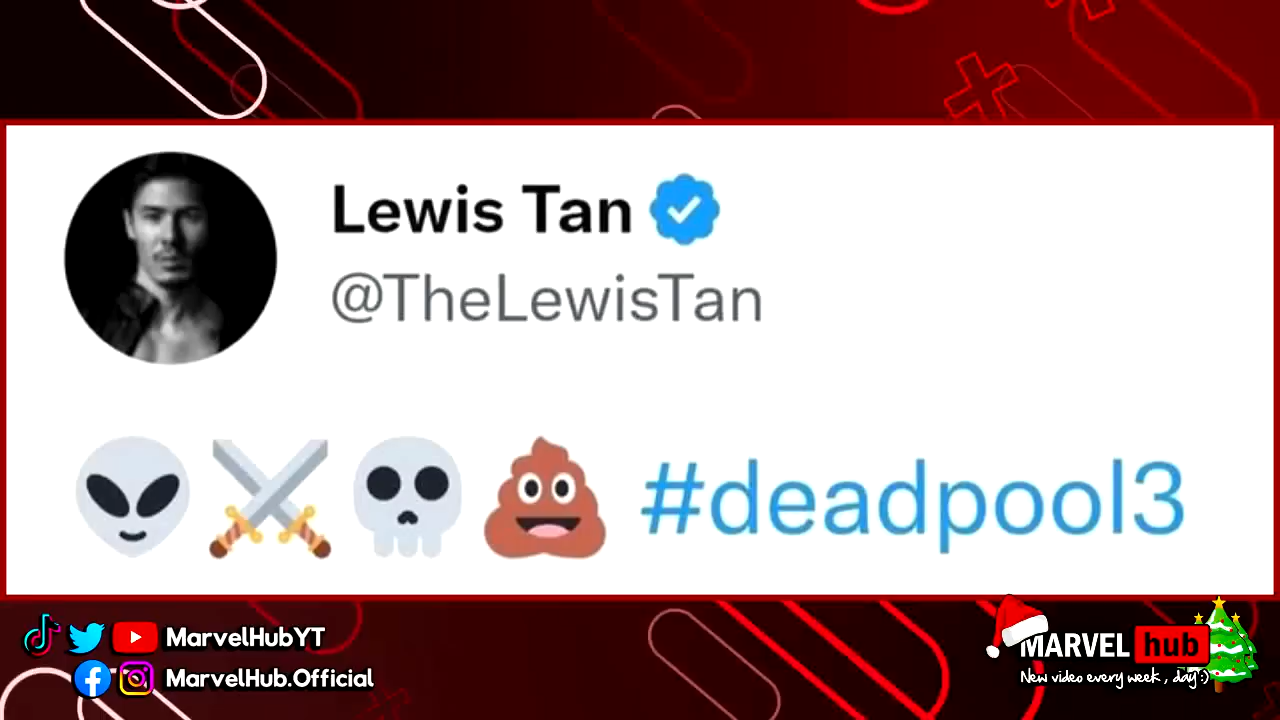 Lewis Tan
@TheLewisTan
👽⚔️💀💩 #deadpool3
MarvelHubYT
MarvelHub.Official
MARVEL hub
New video every week , day :)